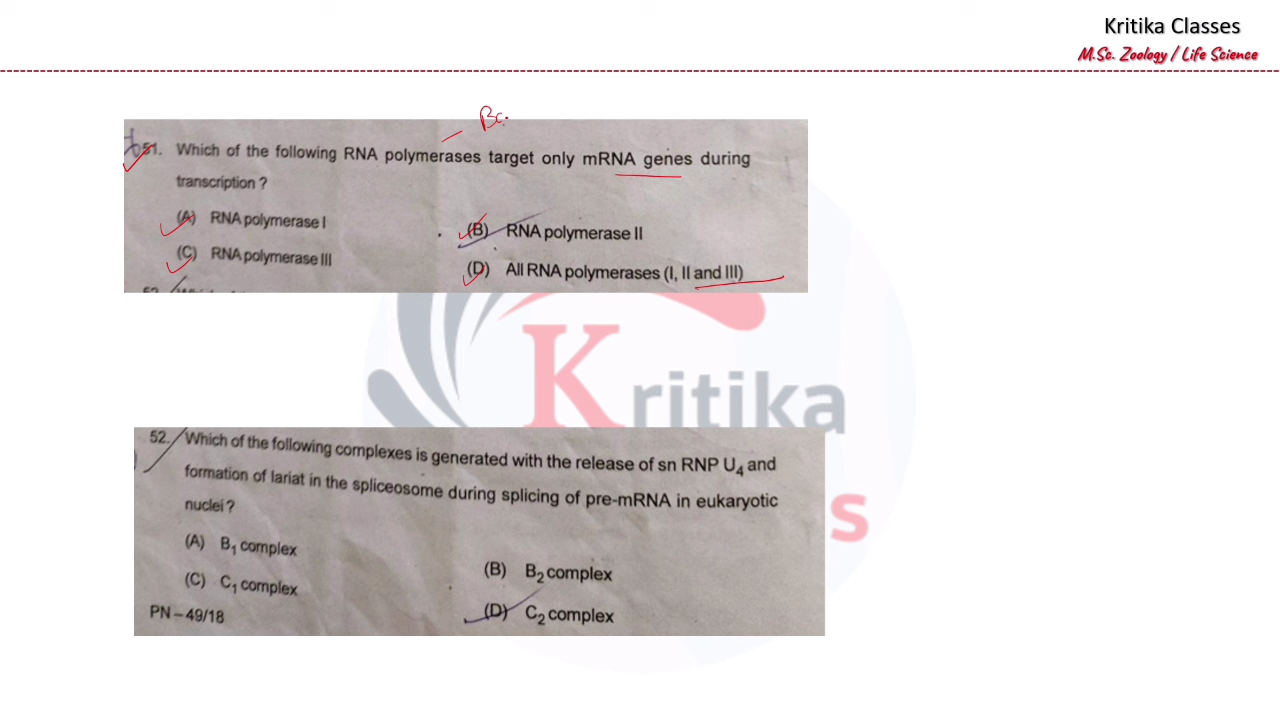 Kritika Classes
M.Sc. Zoology / Life Science
Bc.
51. Which of the following RNA polymerases target only mRNA genes during
transcription ?
(A) RNA polymerase I
(B) RNA polymerase II
(C) RNA polymerase III
(D) All RNA polymerases (I, II and III)
Kritika
s
52. Which of the following complexes is generated with the release of sn RNP U4 and
formation of lariat in the spliceosome during splicing of pre-mRNA in eukaryotic
nuclei ?
(A) B1 complex
(B) B2 complex
(C) C1 complex
(D) C2 complex
PN – 49/18